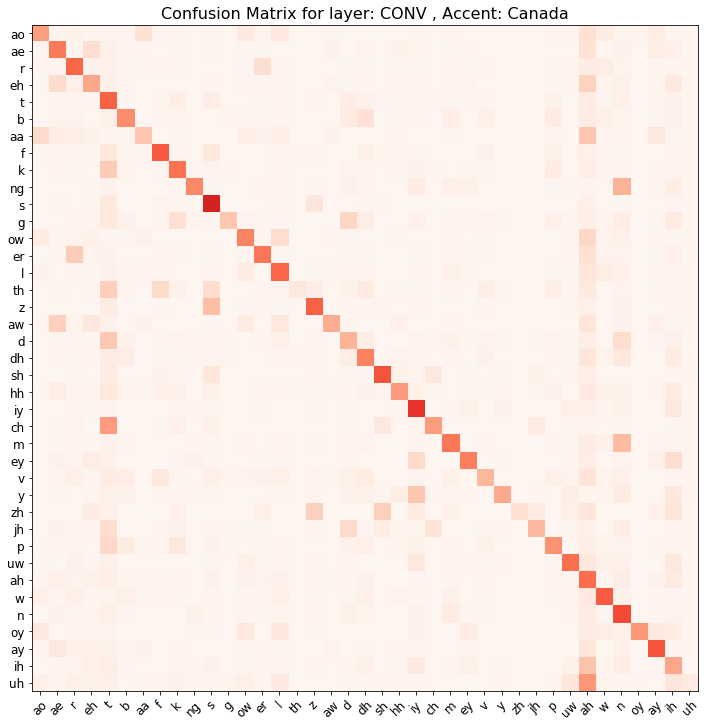 Confusion Matrix for layer: CONV , Accent: Canada
ao
ae
r
eh
t
b
aa
f
k
ng
s
g
ow
er
l
th
z
aw
d
dh
sh
hh
iy
ch
m
ey
v
y
zh
jh
p
uw
ah
w
n
oy
ay
ih
uh
ao ae r eh t b aa f k ng s g ow er l th z aw d dh sh hh iy ch m ey v y zh jh p uw ah w n oy ay ih uh